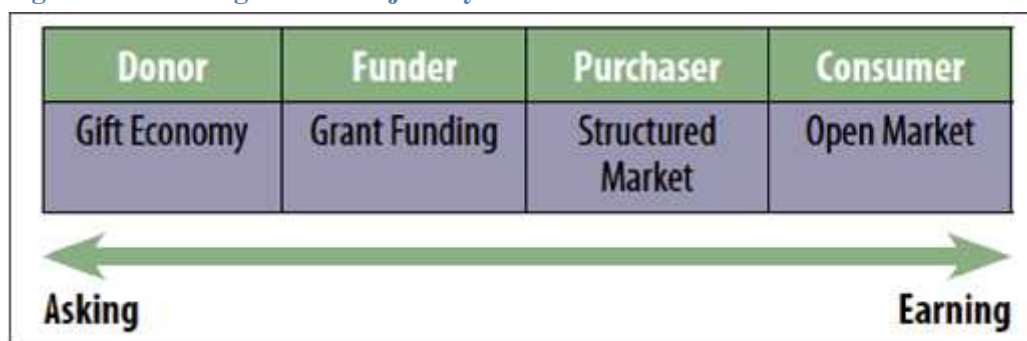 Donor
Funder
Purchaser
Consumer
Gift Economy
Grant Funding
Structured
Market
Open Market
Asking
Earning